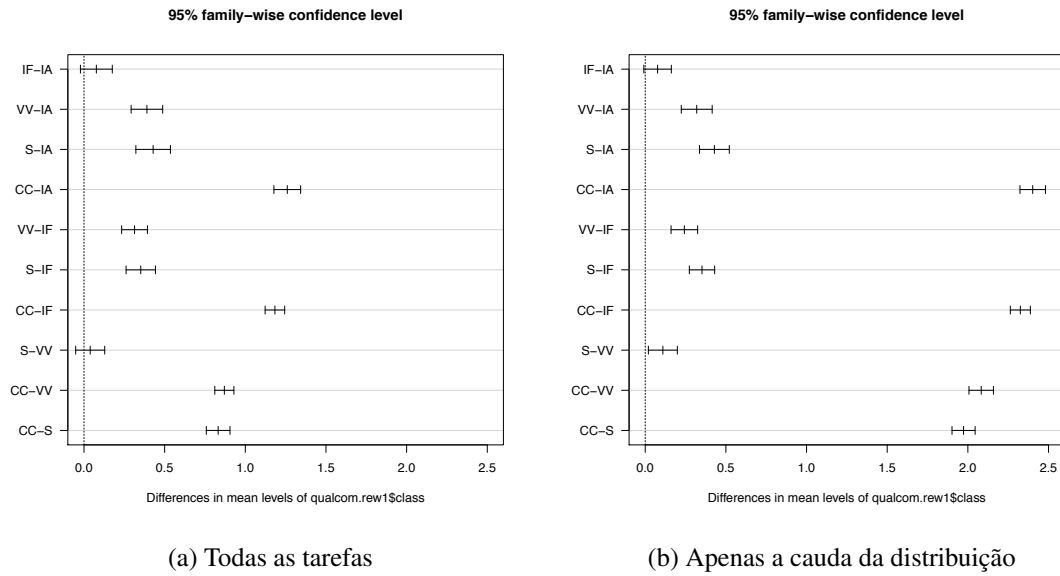 95% family−wise confidence level
IF−IA
VV−IA
S−IA
CC−IA
VV−IF
S−IF
CC−IF
S−VV
CC−VV
CC−S
0.0 0.5 1.0 1.5 2.0 2.5
Differences in mean levels of qualcom.rew1$class
(a) Todas as tarefas
95% family−wise confidence level
IF−IA
VV−IA
S−IA
CC−IA
VV−IF
S−IF
CC−IF
S−VV
CC−VV
CC−S
0.0 0.5 1.0 1.5 2.0 2.5
Differences in mean levels of qualcom.rew1$class
(b) Apenas a cauda da distribuição